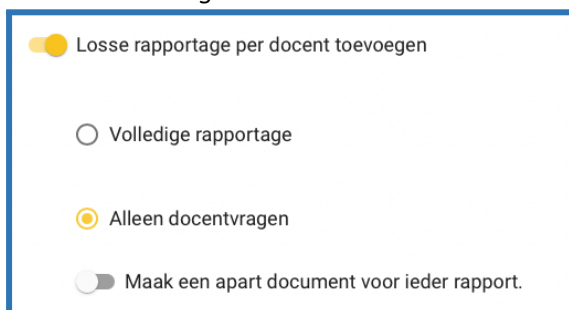 Losse rapportage per docent toevoegen
Volledige rapportage
Alleen docentvragen
Maak een apart document voor ieder rapport.